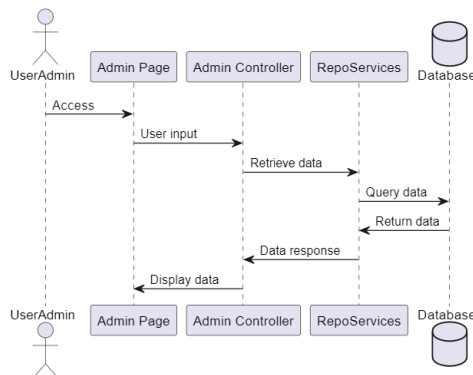 UserAdmin
Admin Page
Admin Controller
RepoServices
Database
Access
User input
Retrieve data
Query data
Return data
Data response
Display data
UserAdmin
Admin Page
Admin Controller
RepoServices
Database